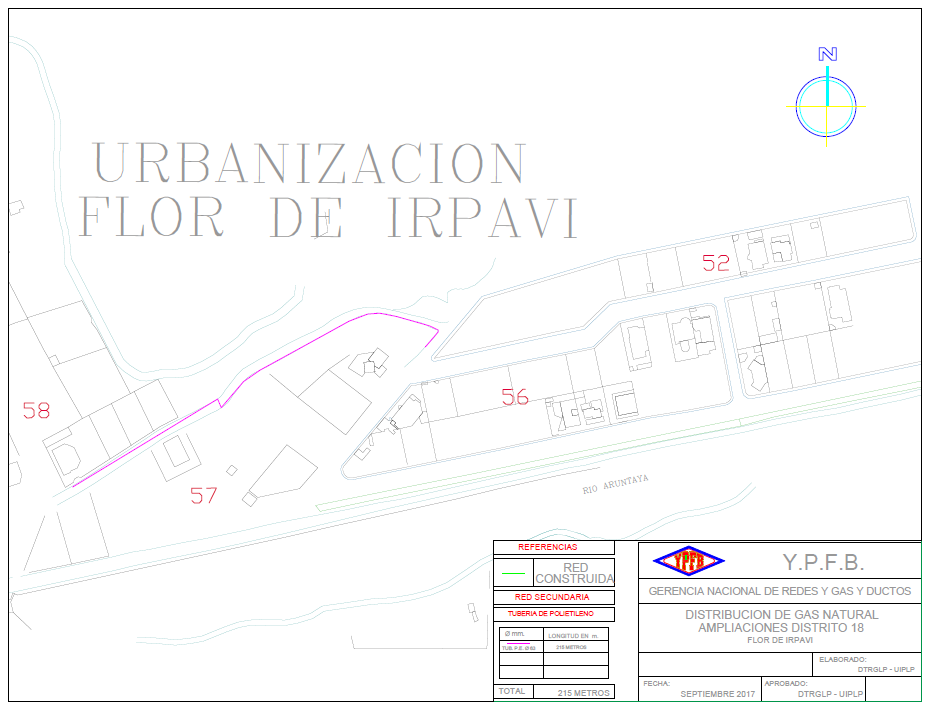 N
URBANIZACION
FLOR DE IRPAVI
52
58
56
57
RIO ARUNTAYA
REFERENCIAS
RED
CONSTRUIDA
RED SECUNDARIA
TUBERIA DE POLIETILENO
Ø mm. LONGITUD EN m.
TUB. P.E. Ø 63 215 METROS
TOTAL 215 METROS
YPFB Y.P.F.B.
GERENCIA NACIONAL DE REDES Y GAS Y DUCTOS
DISTRIBUCION DE GAS NATURAL
AMPLIACIONES DISTRITO 18
FLOR DE IRPAVI
ELABORADO:
DTRGLP - UIPLP
FECHA: APROBADO:
SEPTIEMBRE 2017 DTRGLP - UIPLP